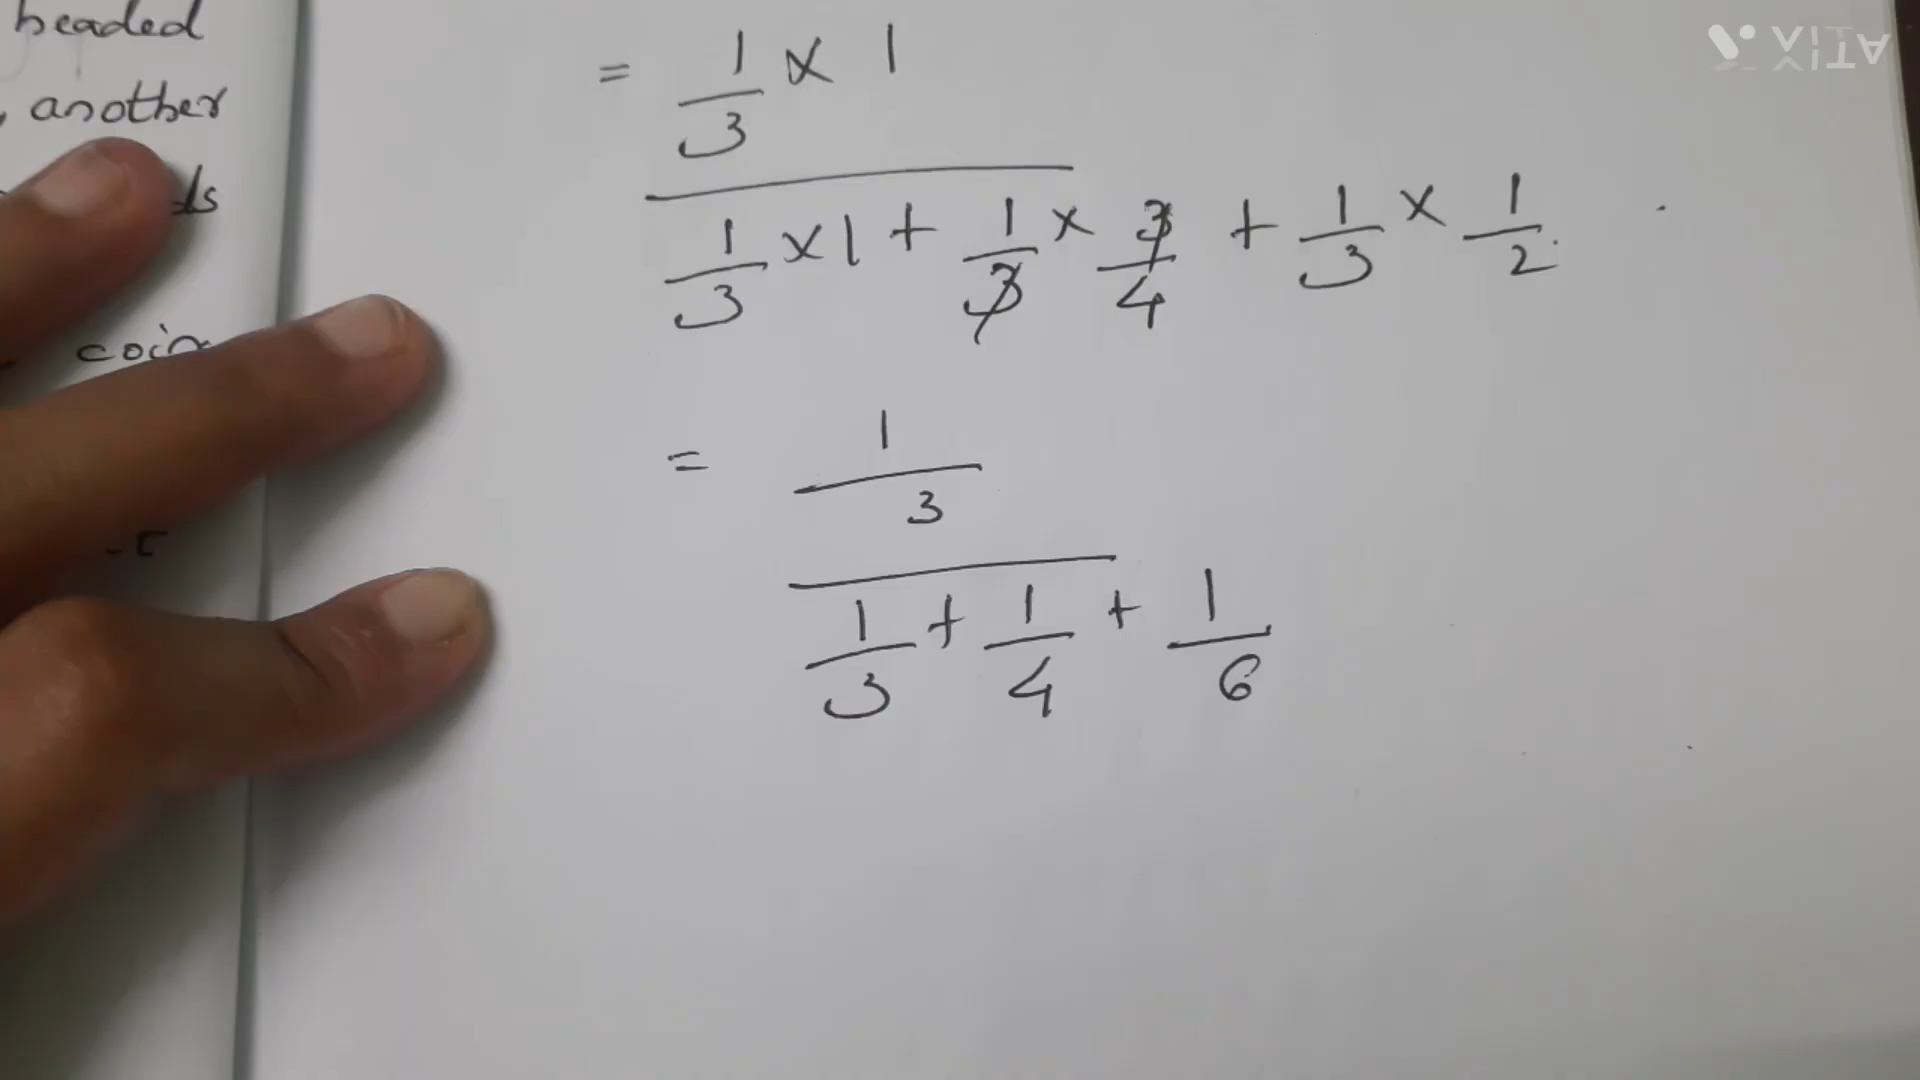 headed
, another
ds
coin
= 1/3 × 1
1/3 × 1 + 1/3 × 3/4 + 1/3 × 1/2
= 1/3
1/3 + 1/4 + 1/6
VITA